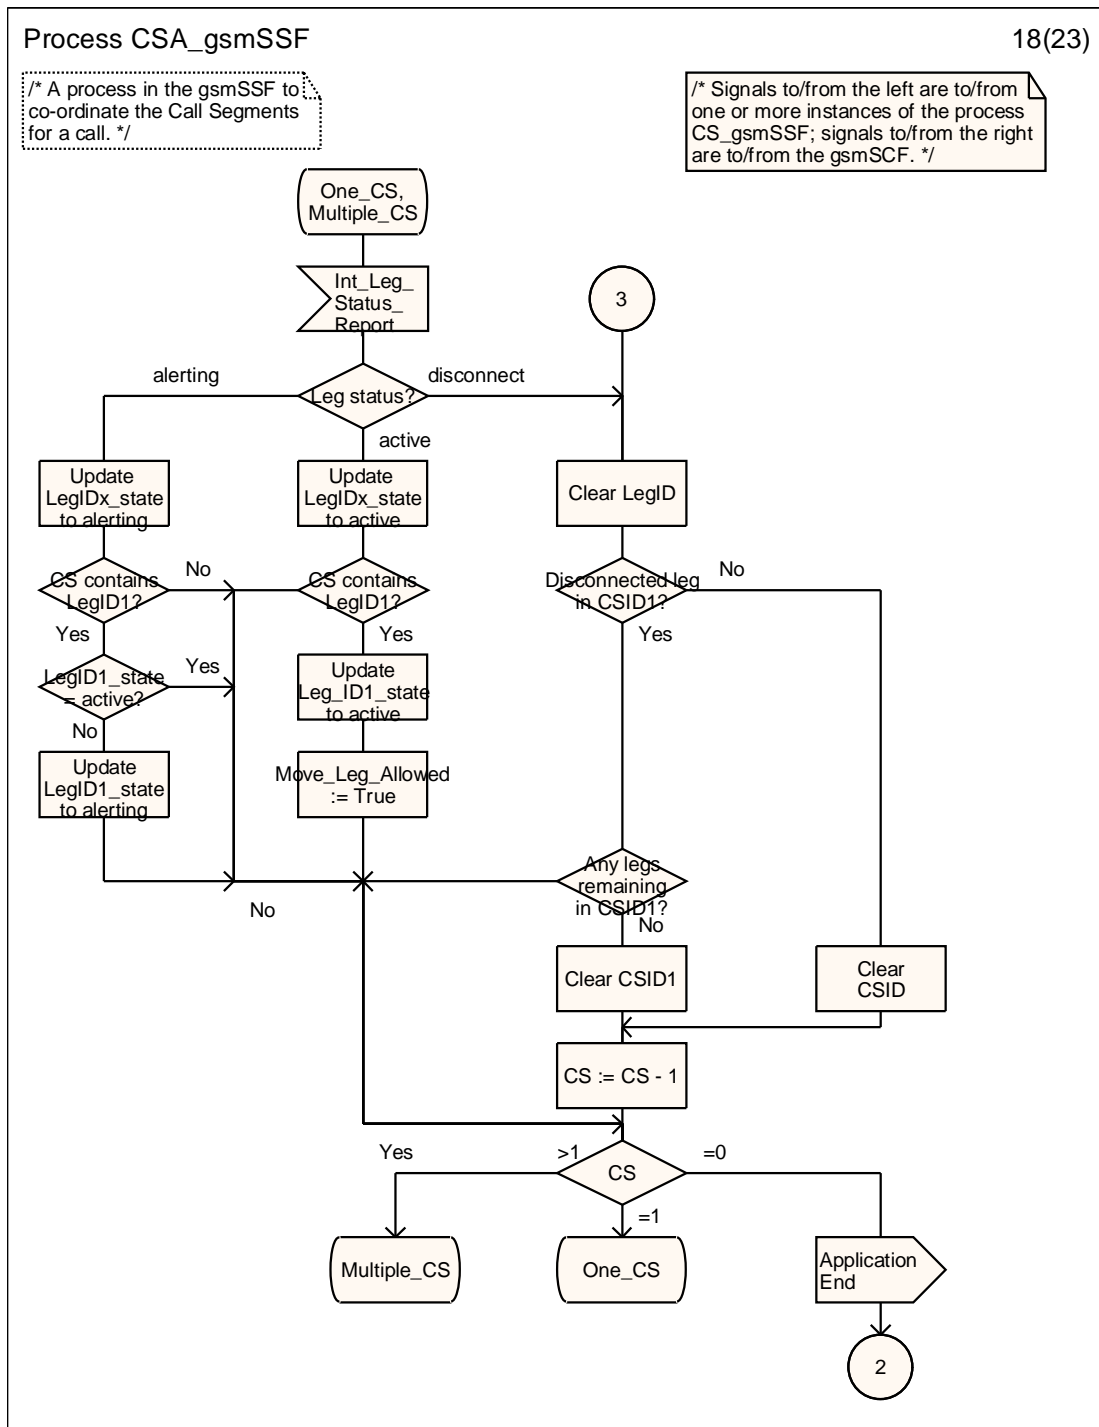 Process CSA_gsmSSF
18(23)
/* A process in the gsmSSF to
co-ordinate the Call Segments
for a call. */
/* Signals to/from the left are to/from
one or more instances of the process
CS_gsmSSF; signals to/from the right
are to/from the gsmSCF. */
One_CS,
Multiple_CS
Int_Leg_
Status_
Report
3
alerting
Leg status?
disconnect
active
Update
LegIDx_state
to alerting
Update
LegIDx_state
to active
Clear LegID
CS contains
LegID1?
No
CS contains
LegID1?
Disconnected leg
in CSID1?
No
Yes
Yes
Yes
LegID1_state
= active?
Yes
Update
Leg_ID1_state
to active
No
Update
LegID1_state
to alerting
Move_Leg_Allowed
:= True
Any legs
remaining
in CSID1?
No
No
Clear CSID1
Clear
CSID
CS := CS - 1
Yes
>1
CS
=0
=1
Multiple_CS
One_CS
Application
End
2